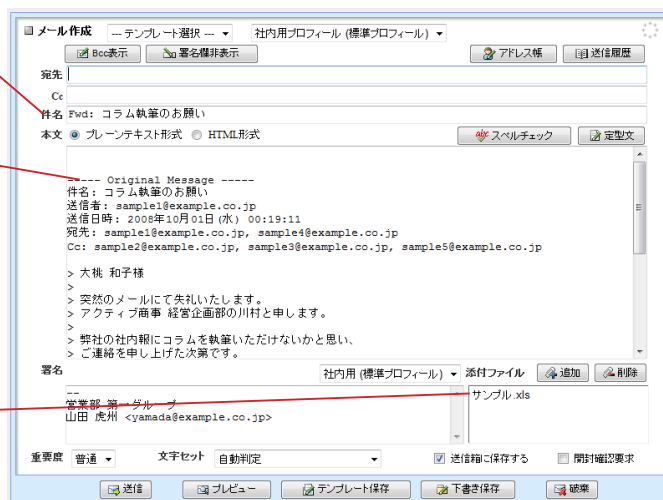 メール作成 --- テンプレート選択 --- 社内用プロフィール (標準プロフィール)
Bcc表示 署名欄非表示 アドレス帳 送信履歴
宛先
Cc
件名 Fwd: コラム執筆のお願い
本文 プレーンテキスト形式 HTML形式 スペルチェック 定型文
----- Original Message -----
件名: コラム執筆のお願い
送信者: sample1@example.co.jp
送信日時: 2008年10月01日(水) 00:19:11
宛先: sample1@example.co.jp, sample4@example.co.jp
Cc: sample2@example.co.jp, sample3@example.co.jp, sample5@example.co.jp
> 大桃 和子様
>
> 突然のメールにて失礼いたします。
> アクティブ商事 経営企画部の川村と申します。
>
> 弊社の社内報にコラムを執筆いただけないかと思い、
> ご連絡を申し上げた次第です。
署名 社内用 (標準プロフィール) 添付ファイル 追加 削除
--
営業部 第一グループ
山田 虎州 <yamada@example.co.jp>
サンプル.xls
重要度 普通 文字セット 自動判定 送信箱に保存する 開封確認要求
送信 プレビュー テンプレート保存 下書き保存 破棄